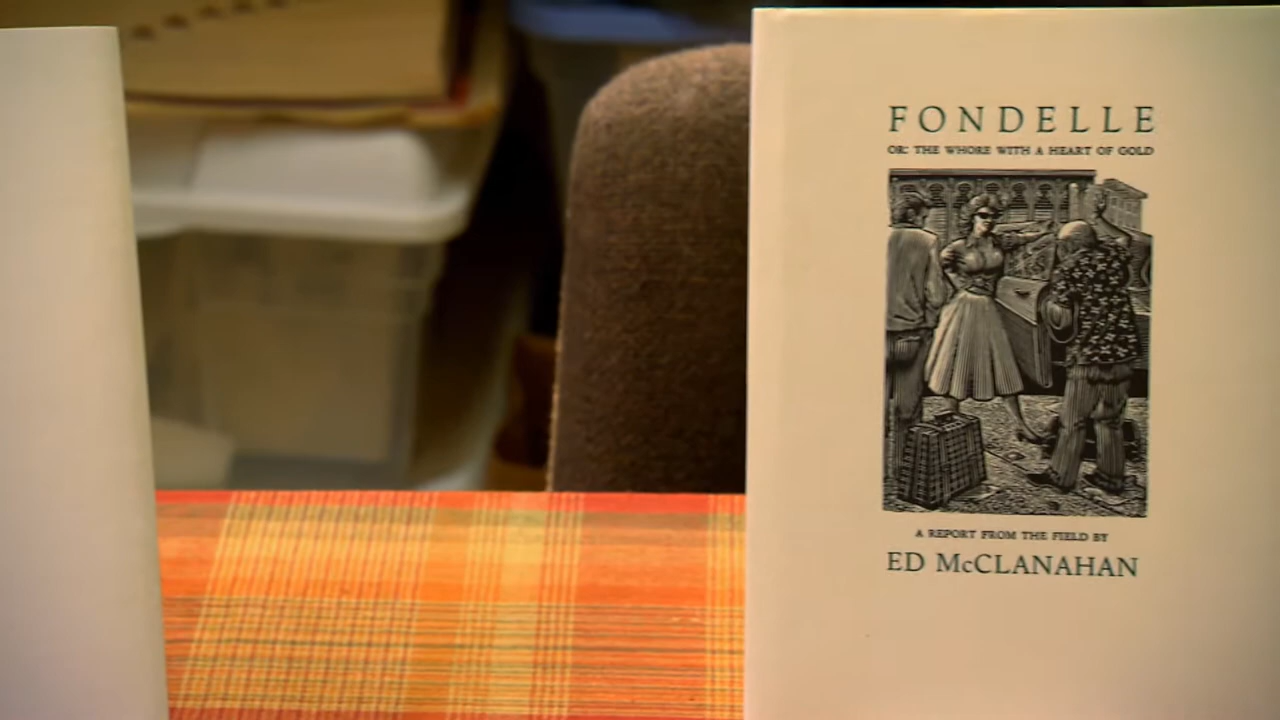 FONDELLE
OR: THE WHORE WITH A HEART OF GOLD
A REPORT FROM THE FIELD BY
ED McCLANAHAN